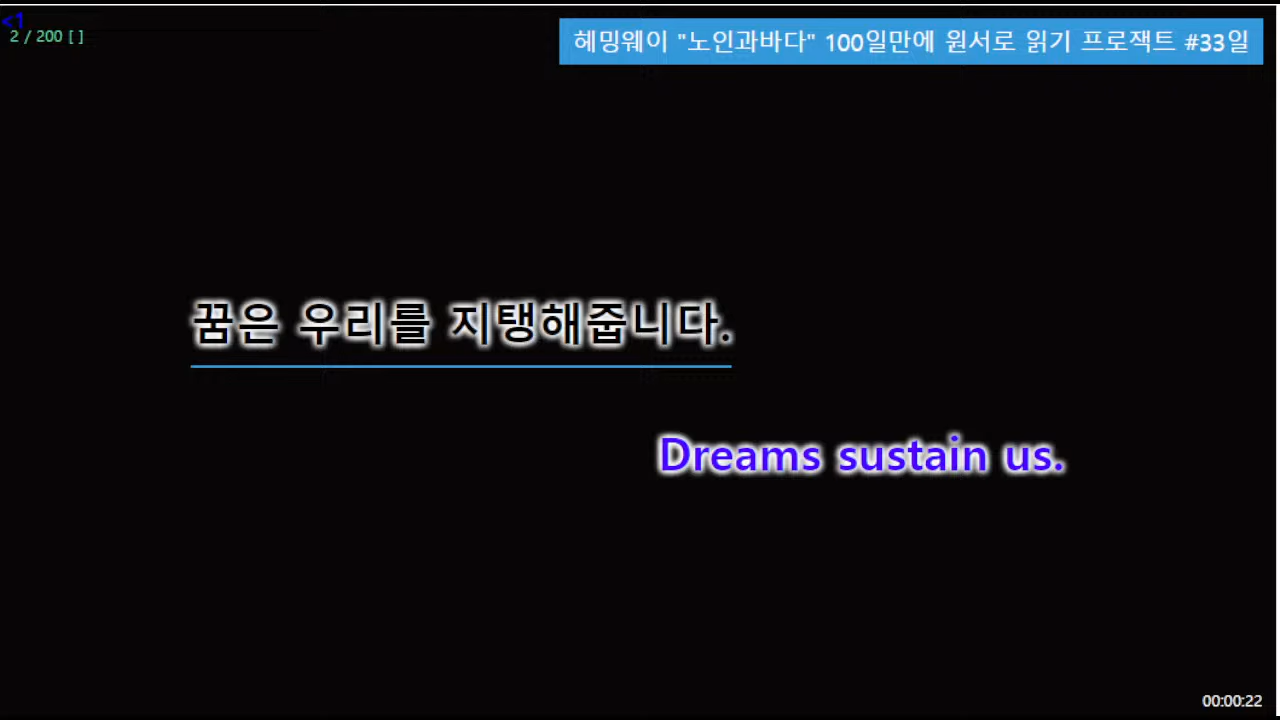 <1
2 / 200 [ ]
헤밍웨이 "노인과바다" 100일만에 원서로 읽기 프로잭트 #33일
꿈은 우리를 지탱해줍니다.
Dreams sustain us.
00:00:22